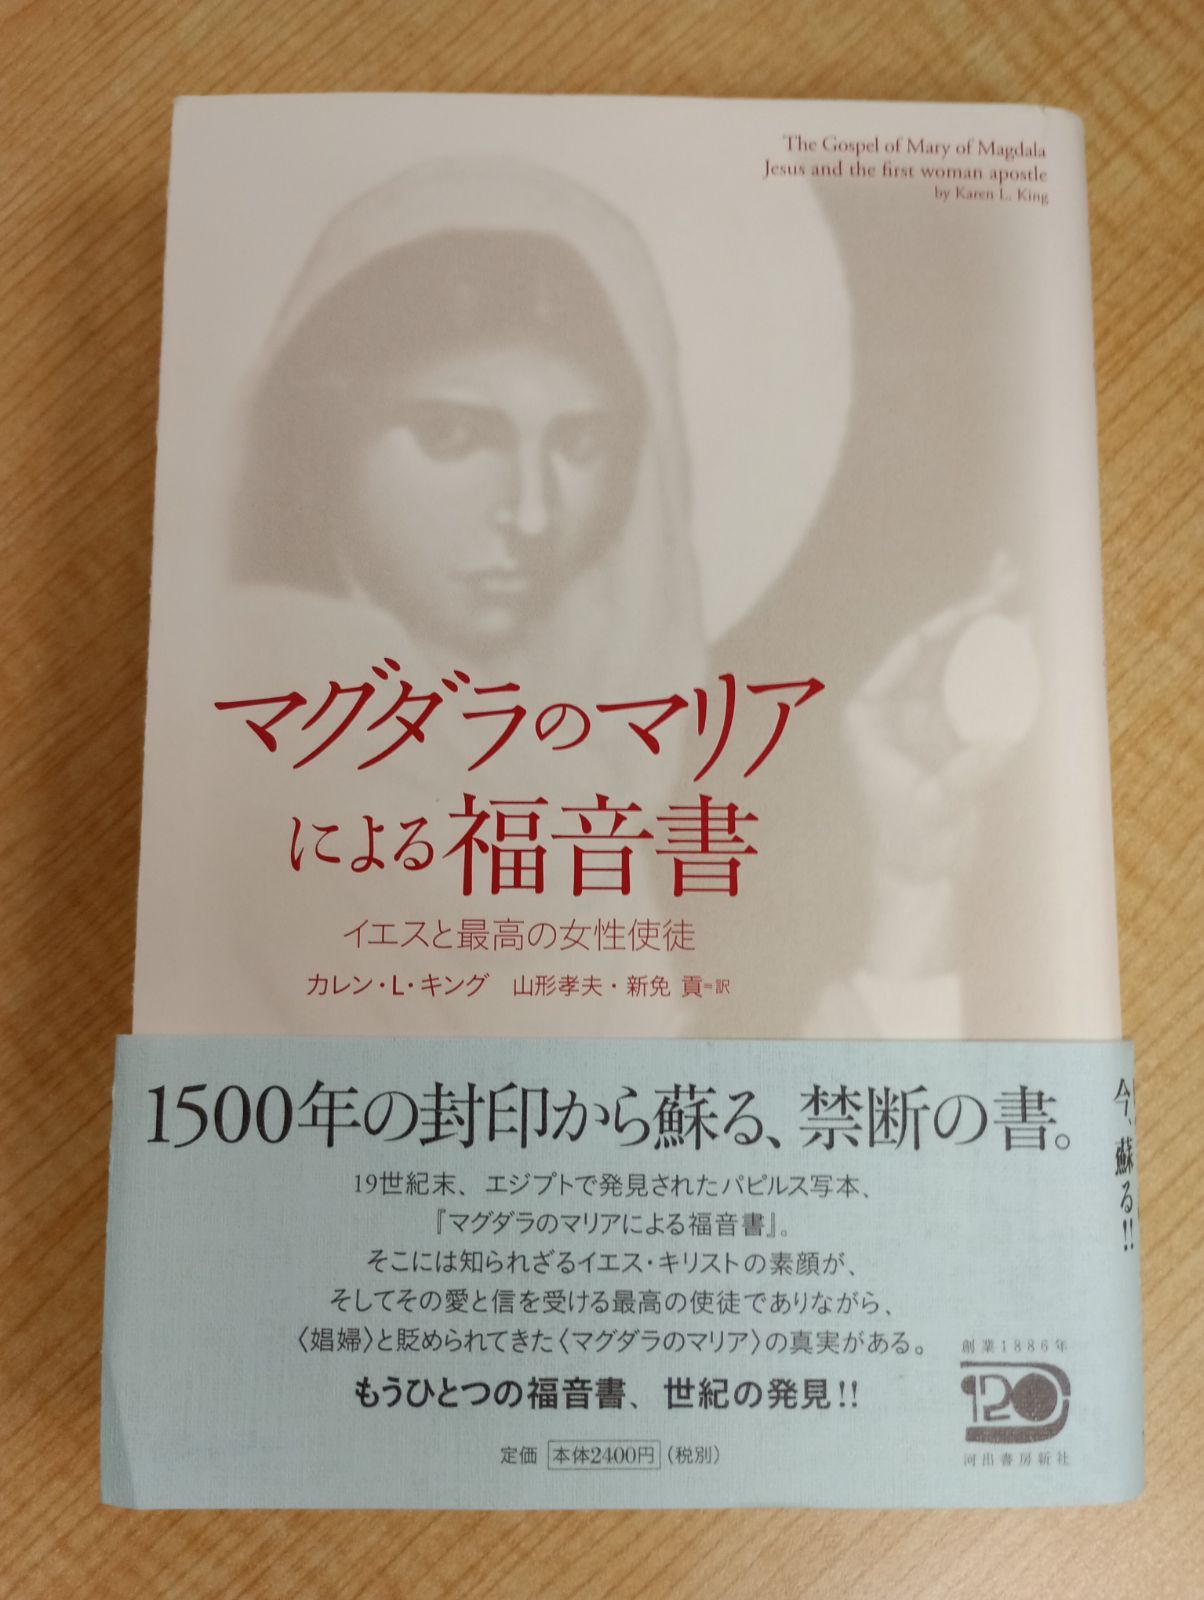 The Gospel of Mary of Magdala
Jesus and the first woman apostle
by Karen L. King
マグダラのマリア
による福音書
イエスと最高の女性使徒
カレン・L・キング 山形孝夫・新免 貢=訳
1500年の封印から蘇る、禁断の書。
19世紀末、エジプトで発見されたパピルス写本、
『マグダラのマリアによる福音書』。
そこには知られざるイエス・キリストの素顔が、
そしてその愛と信を受ける最高の使徒でありながら、
〈娼婦〉と貶められてきた〈マグダラのマリア〉の真実がある。
もうひとつの福音書、世紀の発見!!
定価 本体2400円 (税別)
創業1886年
120
河出書房新社
今、蘇る!!